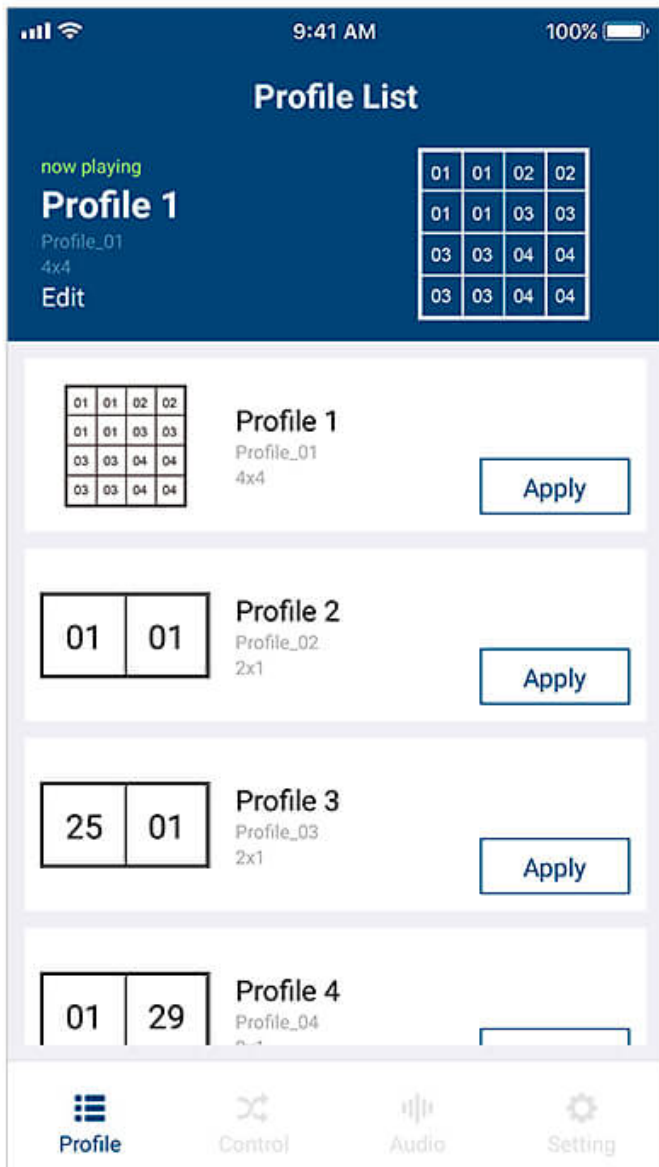 9:41 AM 100%
Profile List
now playing
Profile 1
Profile_01
4x4
Edit
01 01 02 02
01 01 03 03
03 03 04 04
03 03 04 04
01 01 02 02
01 01 03 03
03 03 04 04
03 03 04 04
Profile 1
Profile_01
4x4
Apply
01 01
Profile 2
Profile_02
2x1
Apply
25 01
Profile 3
Profile_03
2x1
Apply
01 29
Profile 4
Profile_04
Profile Control Audio Setting